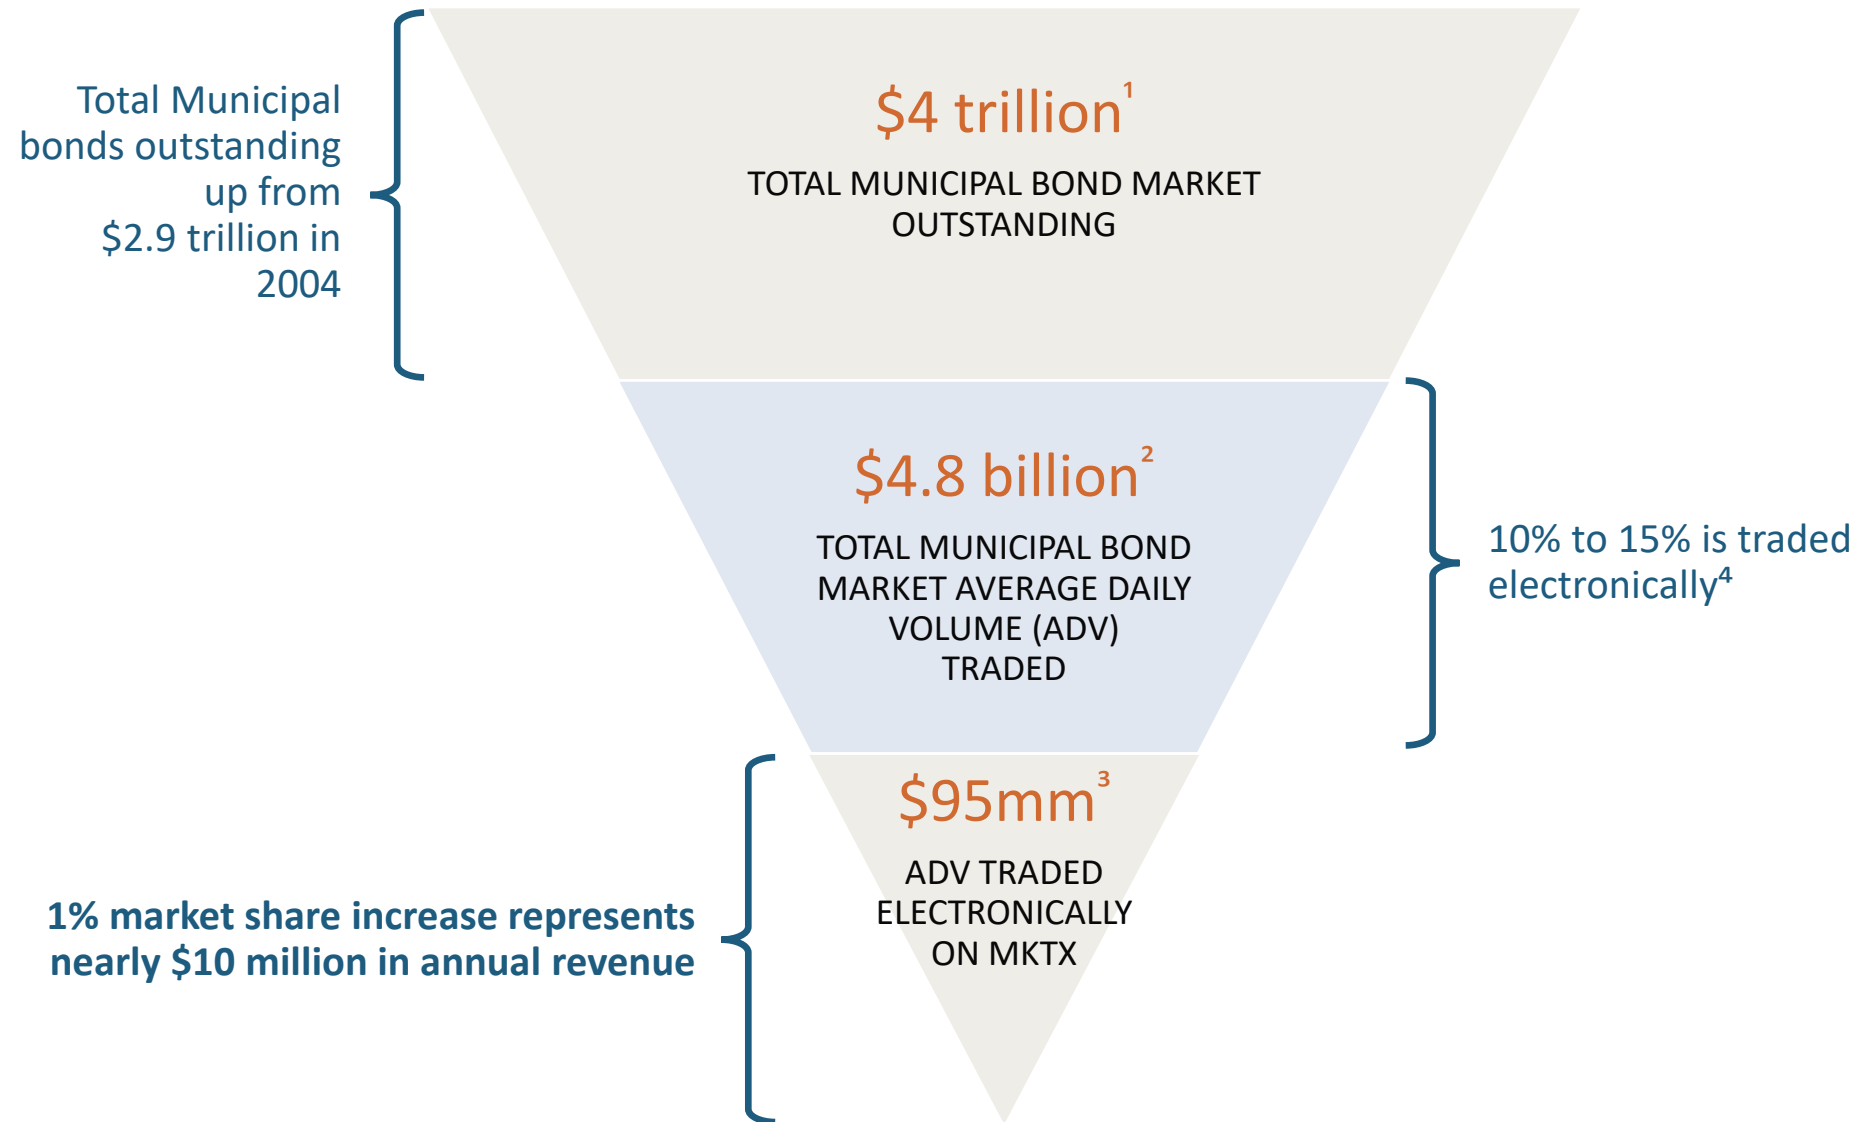 Total Municipal
bonds outstanding
up from
$2.9 trillion in
2004
$4 trillion¹
TOTAL MUNICIPAL BOND MARKET
OUTSTANDING
$4.8 billion²
TOTAL MUNICIPAL BOND
MARKET AVERAGE DAILY
VOLUME (ADV)
TRADED
10% to 15% is traded
electronically⁴
$95mm³
ADV TRADED
ELECTRONICALLY
ON MKTX
1% market share increase represents
nearly $10 million in annual revenue